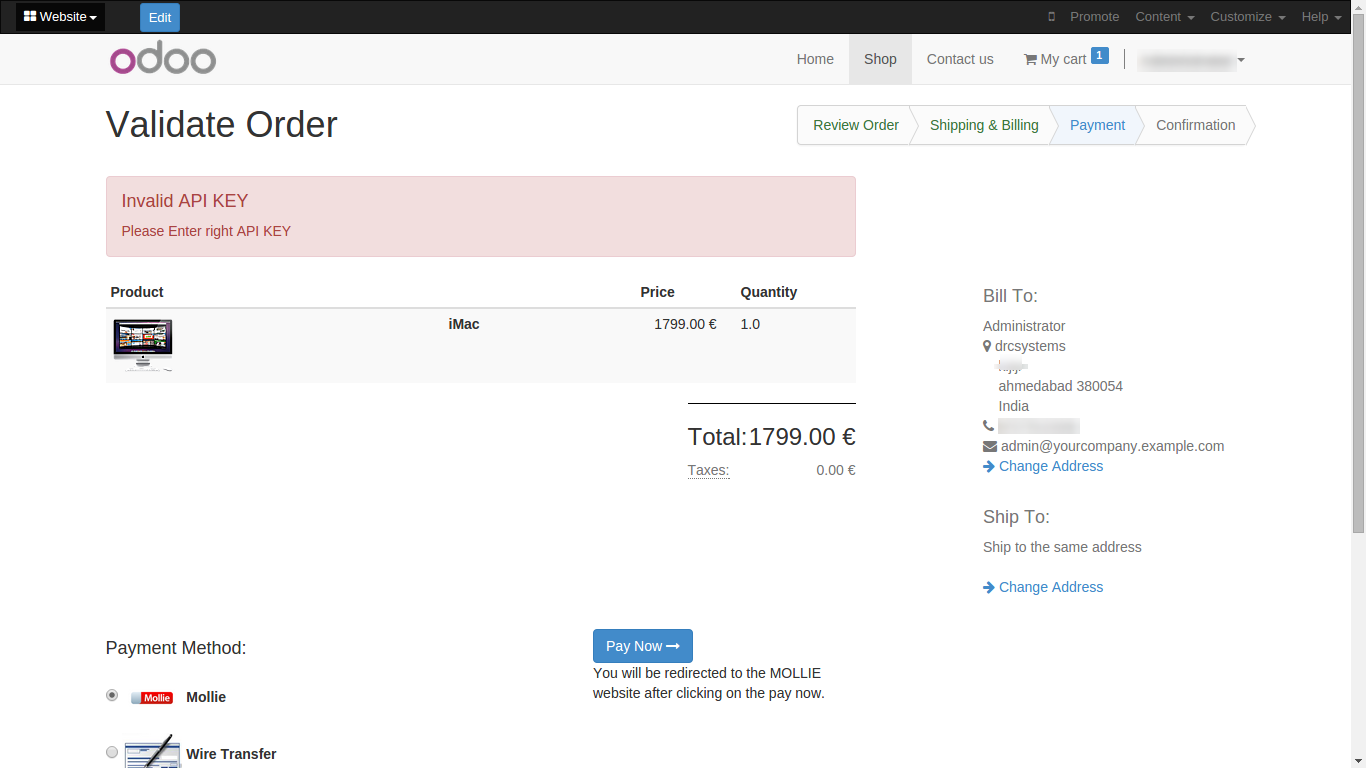 Website
Edit
Promote
Content
Customize
Help
odoo
Home
Shop
Contact us
My cart 1
Validate Order
Review Order
Shipping & Billing
Payment
Confirmation
Invalid API KEY
Please Enter right API KEY
Product Price Quantity
iMac 1799.00 € 1.0
Total: 1799.00 €
Taxes: 0.00 €
Bill To:
Administrator
drcsystems
ahmedabad 380054
India
admin@yourcompany.example.com
Change Address
Ship To:
Ship to the same address
Change Address
Payment Method:
Mollie Mollie
Wire Transfer
Pay Now
You will be redirected to the MOLLIE
website after clicking on the pay now.